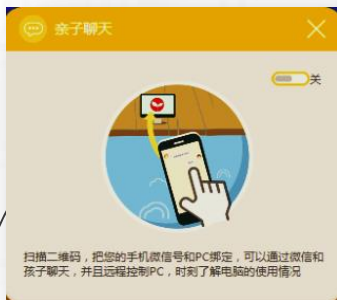 亲子聊天
关
扫描二维码，把您的手机微信号和PC绑定，可以通过微信和
孩子聊天，并且远程控制PC，时刻了解电脑的使用情况